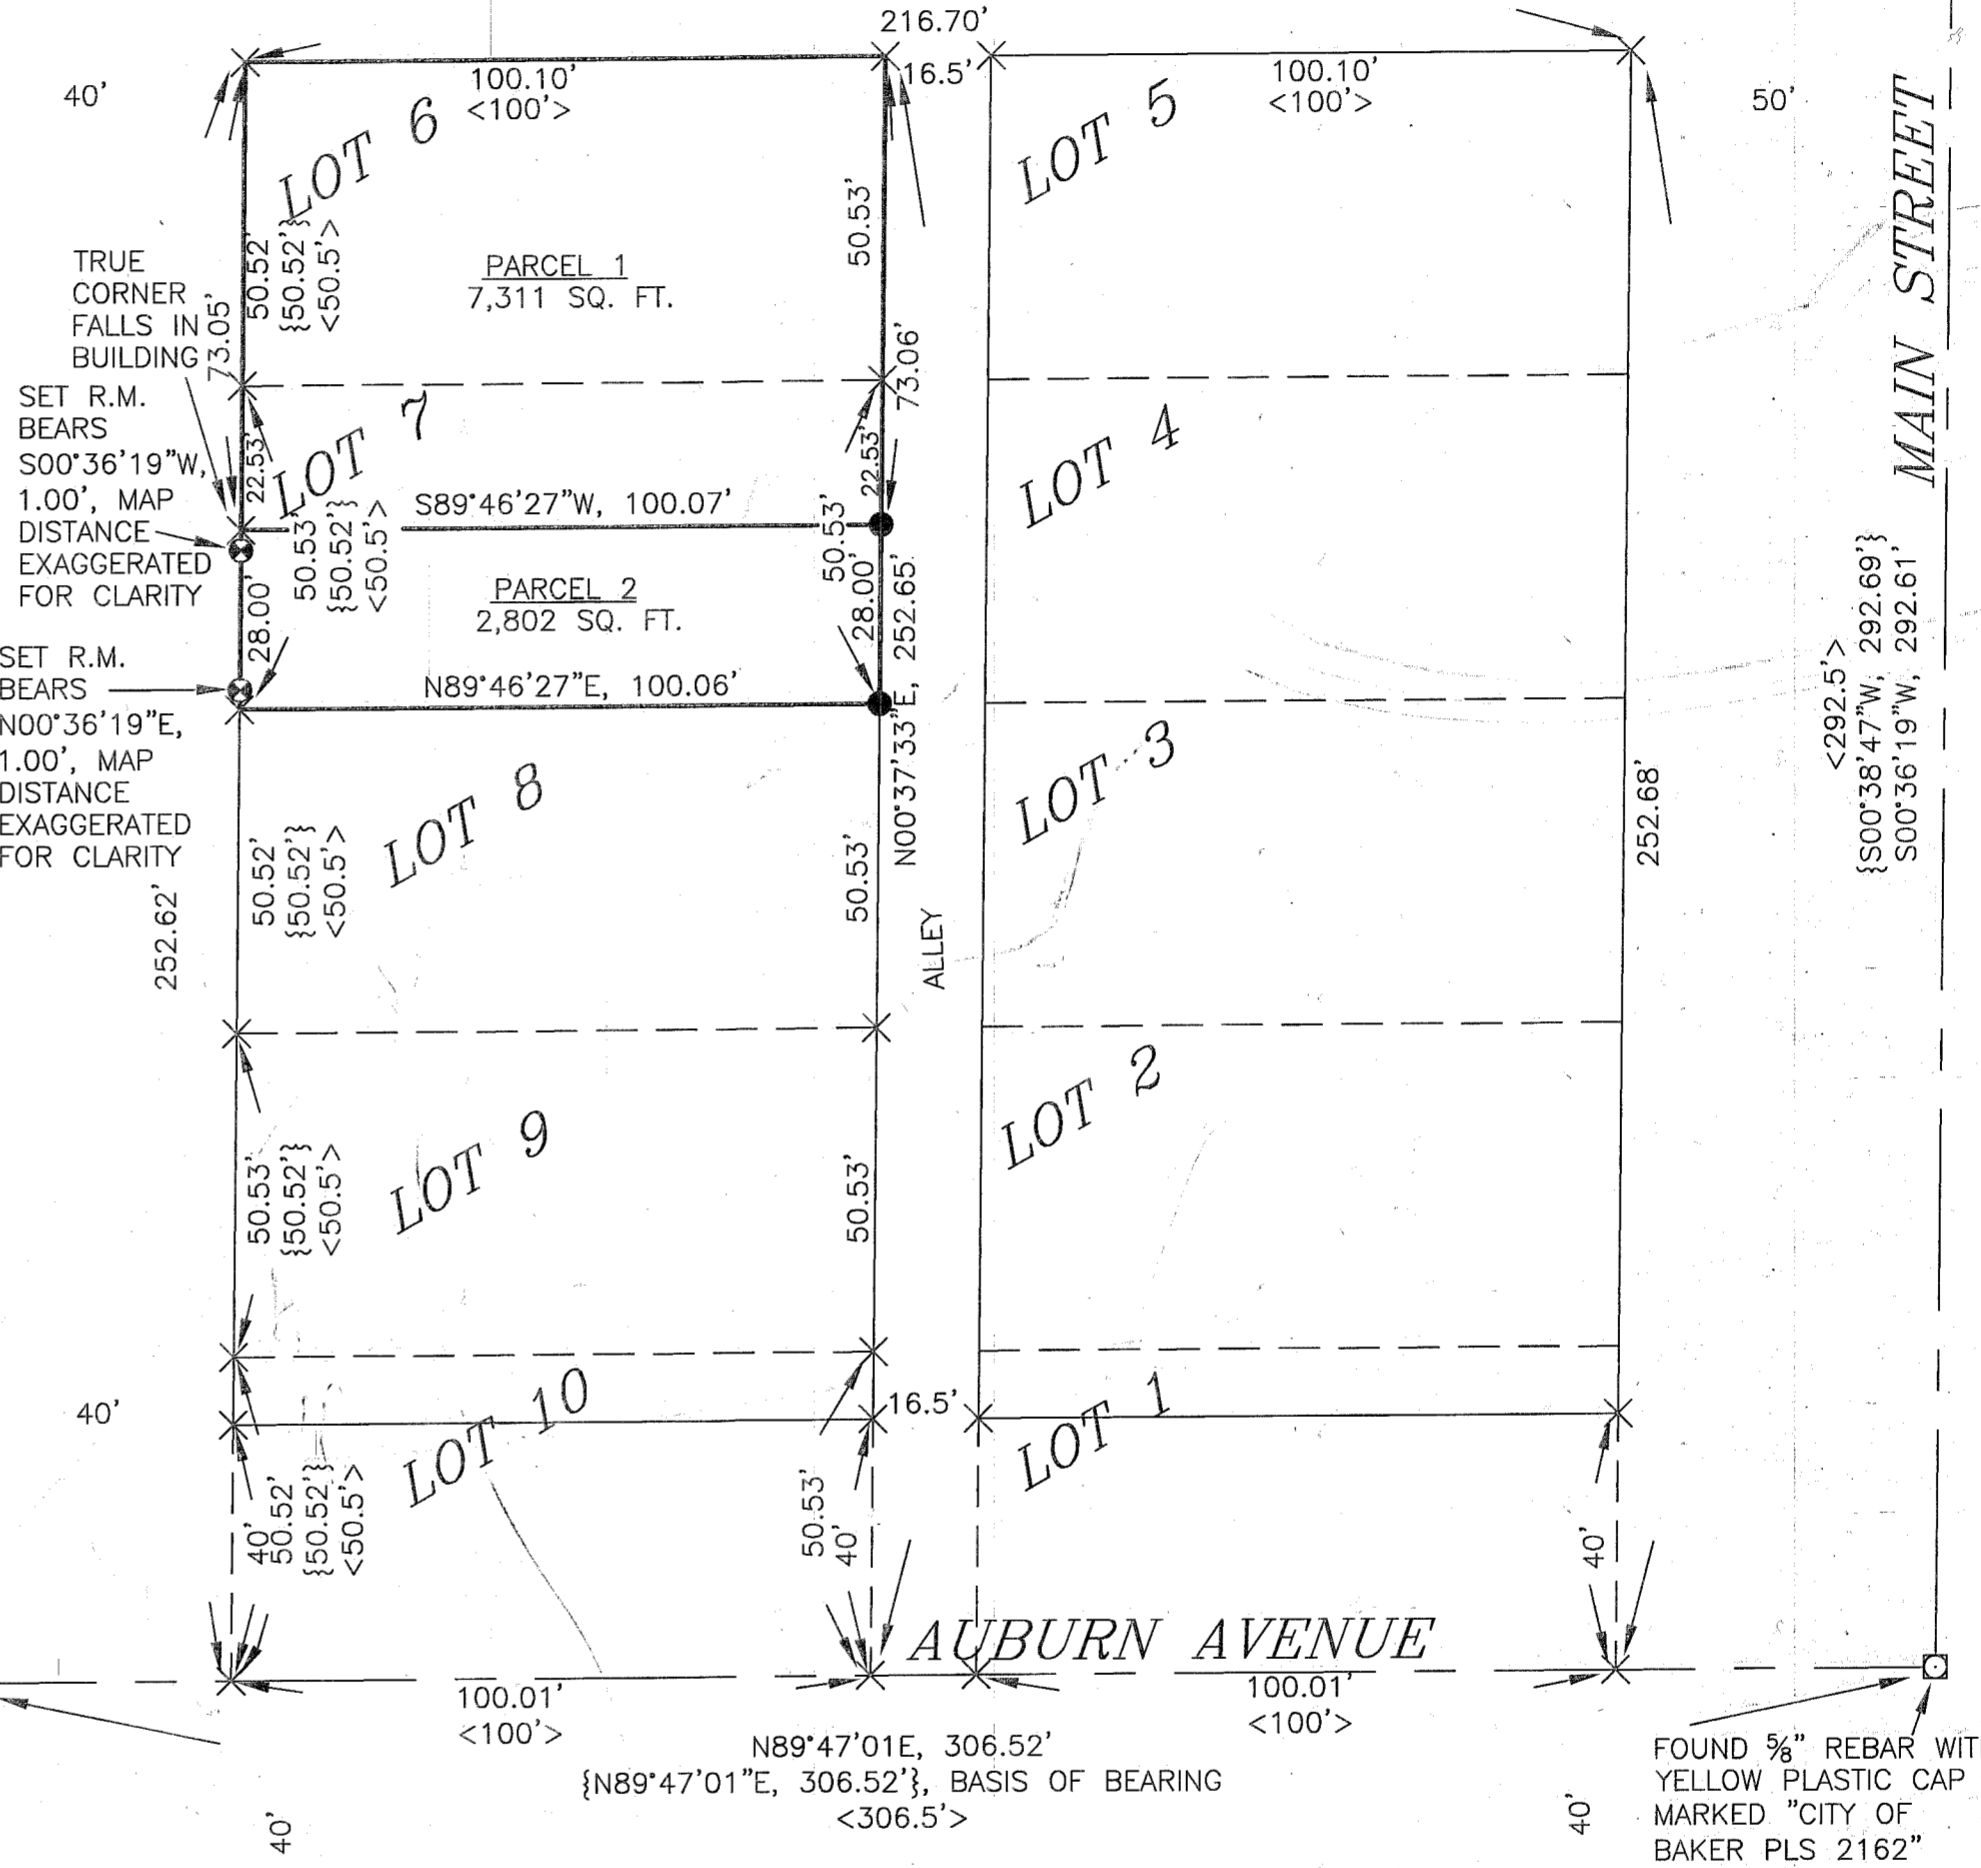 216.70'
40'
100.10'
<100'>
16.5'
100.10'
<100'>
50'
LOT 6
LOT 5
MAIN STREET
50.52'
{50.52'}
<50.5'>
50.53'
PARCEL 1
7,311 SQ. FT.
TRUE
CORNER
FALLS IN
BUILDING
73.05'
73.06'
SET R.M.
BEARS
S00°36'19"W,
1.00', MAP
DISTANCE
EXAGGERATED
FOR CLARITY
22.53'
LOT 7
22.53'
LOT 4
S89°46'27"W, 100.07'
50.53'
{50.52'}
<50.5'>
50.53'
28.00'
PARCEL 2
2,802 SQ. FT.
28.00'
N00°37'33"E, 252.65'
<292.5'>
{S00°38'47"W, 292.69'}
S00°36'19"W, 292.61'
SET R.M.
BEARS
N00°36'19"E,
1.00', MAP
DISTANCE
EXAGGERATED
FOR CLARITY
N89°46'27"E, 100.06'
LOT 8
LOT 3
50.52'
{50.52'}
<50.5'>
50.53'
252.68'
252.62'
ALLEY
LOT 9
LOT 2
50.53'
{50.52'}
<50.5'>
50.53'
40'
LOT 10
16.5'
LOT 1
40'
50.52'
{50.52'}
<50.5'>
50.53'
40'
40'
AUBURN AVENUE
100.01'
<100'>
100.01'
<100'>
N89°47'01E, 306.52'
{N89°47'01"E, 306.52'}, BASIS OF BEARING
<306.5'>
40'
40'
FOUND ⅝" REBAR WIT
YELLOW PLASTIC CAP
MARKED "CITY OF
BAKER PLS 2162"